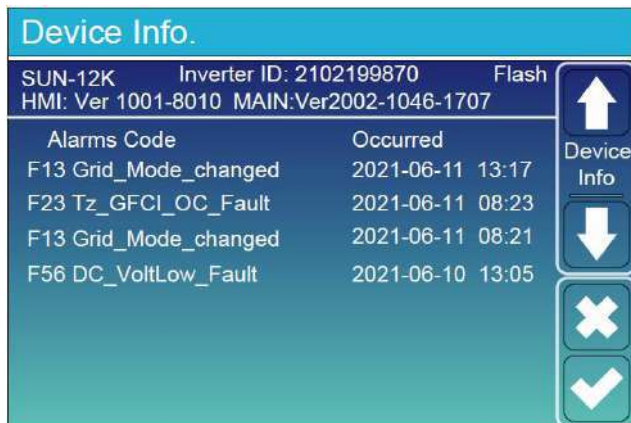 Device Info.
SUN-12K Inverter ID: 2102199870 Flash
HMI: Ver 1001-8010 MAIN:Ver2002-1046-1707
Alarms Code Occurred
F13 Grid_Mode_changed 2021-06-11 13:17
F23 Tz_GFCI_OC_Fault 2021-06-11 08:23
F13 Grid_Mode_changed 2021-06-11 08:21
F56 DC_VoltLow_Fault 2021-06-10 13:05
Device
Info